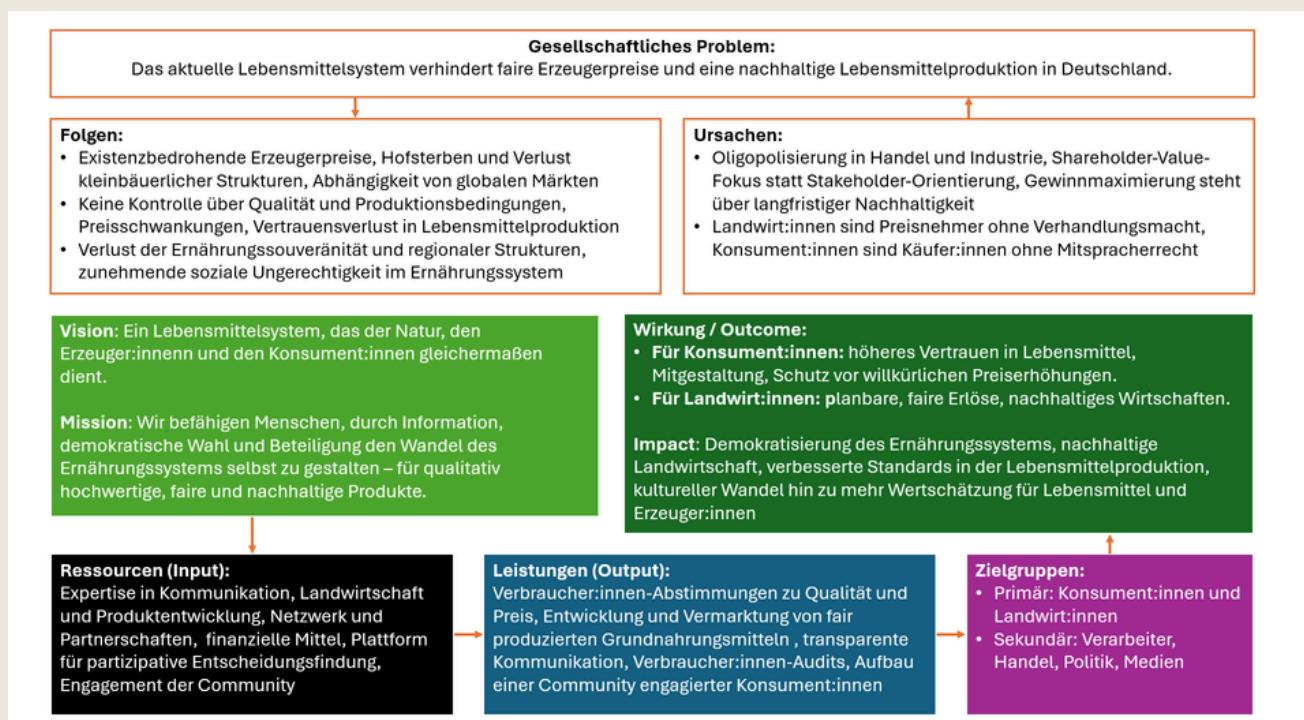 Gesellschaftliches Problem:
Das aktuelle Lebensmittelsystem verhindert faire Erzeugerpreise und eine nachhaltige Lebensmittelproduktion in Deutschland.
Folgen:
• Existenzbedrohende Erzeugerpreise, Hofsterben und Verlust
kleinbäuerlicher Strukturen, Abhängigkeit von globalen Märkten
• Keine Kontrolle über Qualität und Produktionsbedingungen,
Preisschwankungen, Vertrauensverlust in Lebensmittelproduktion
• Verlust der Ernährungssouveränität und regionaler Strukturen,
zunehmende soziale Ungerechtigkeit im Ernährungssystem
Ursachen:
• Oligopolisierung in Handel und Industrie, Shareholder-Value-
Fokus statt Stakeholder-Orientierung, Gewinnmaximierung steht
über langfristiger Nachhaltigkeit
• Landwirt:innen sind Preisnehmer ohne Verhandlungsmacht,
Konsument:innen sind Käufer:innen ohne Mitspracherrecht
Vision: Ein Lebensmittelsystem, das der Natur, den
Erzeuger:innenn und den Konsument:innen gleichermaßen
dient.
Mission: Wir befähigen Menschen, durch Information,
demokratische Wahl und Beteiligung den Wandel des
Ernährungssystems selbst zu gestalten – für qualitativ
hochwertige, faire und nachhaltige Produkte.
Wirkung / Outcome:
• Für Konsument:innen: höheres Vertrauen in Lebensmittel,
Mitgestaltung, Schutz vor willkürlichen Preiserhöhungen.
• Für Landwirt:innen: planbare, faire Erlöse, nachhaltiges Wirtschaften.
Impact: Demokratisierung des Ernährungssystems, nachhaltige
Landwirtschaft, verbesserte Standards in der Lebensmittelproduktion,
kultureller Wandel hin zu mehr Wertschätzung für Lebensmittel und
Erzeuger:innen
Ressourcen (Input):
Expertise in Kommunikation, Landwirtschaft
und Produktentwicklung, Netzwerk und
Partnerschaften, finanzielle Mittel, Plattform
für partizipative Entscheidungsfindung,
Engagement der Community
Leistungen (Output):
Verbraucher:innen-Abstimmungen zu Qualität und
Preis, Entwicklung und Vermarktung von fair
produzierten Grundnahrungsmitteln , transparente
Kommunikation, Verbraucher:innen-Audits, Aufbau
einer Community engagierter Konsument:innen
Zielgruppen:
• Primär: Konsument:innen und
Landwirt:innen
• Sekundär: Verarbeiter,
Handel, Politik, Medien